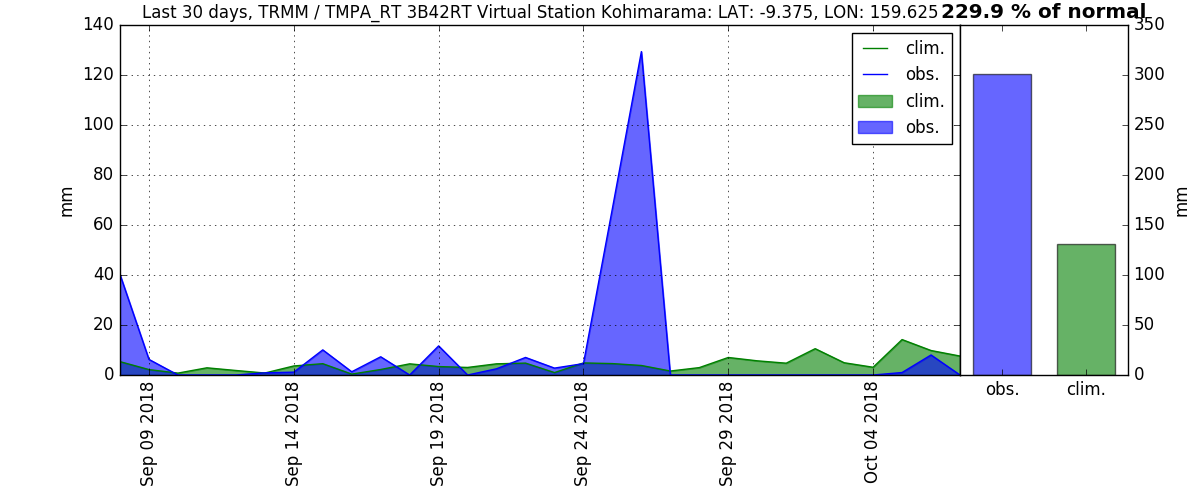 Last 30 days, TRMM / TMPA_RT 3B42RT Virtual Station Kohimarama: LAT: -9.375, LON: 159.625
229.9 % of normal
clim.
obs.
clim.
obs.
140
120
100
80
60
40
20
0
mm
Sep 09 2018
Sep 14 2018
Sep 19 2018
Sep 24 2018
Sep 29 2018
Oct 04 2018
350
300
250
200
150
100
50
0
mm
obs.
clim.